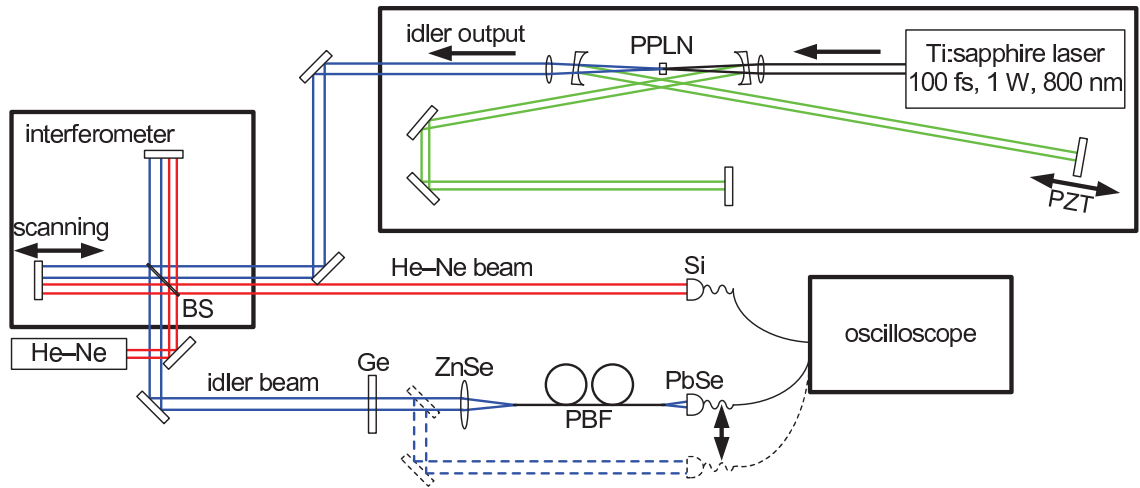 idler output
PPLN
Ti:sapphire laser
100 fs, 1 W, 800 nm
interferometer
scanning
PZT
He–Ne beam
Si
BS
oscilloscope
He–Ne
Ge
ZnSe
idler beam
PbSe
PBF